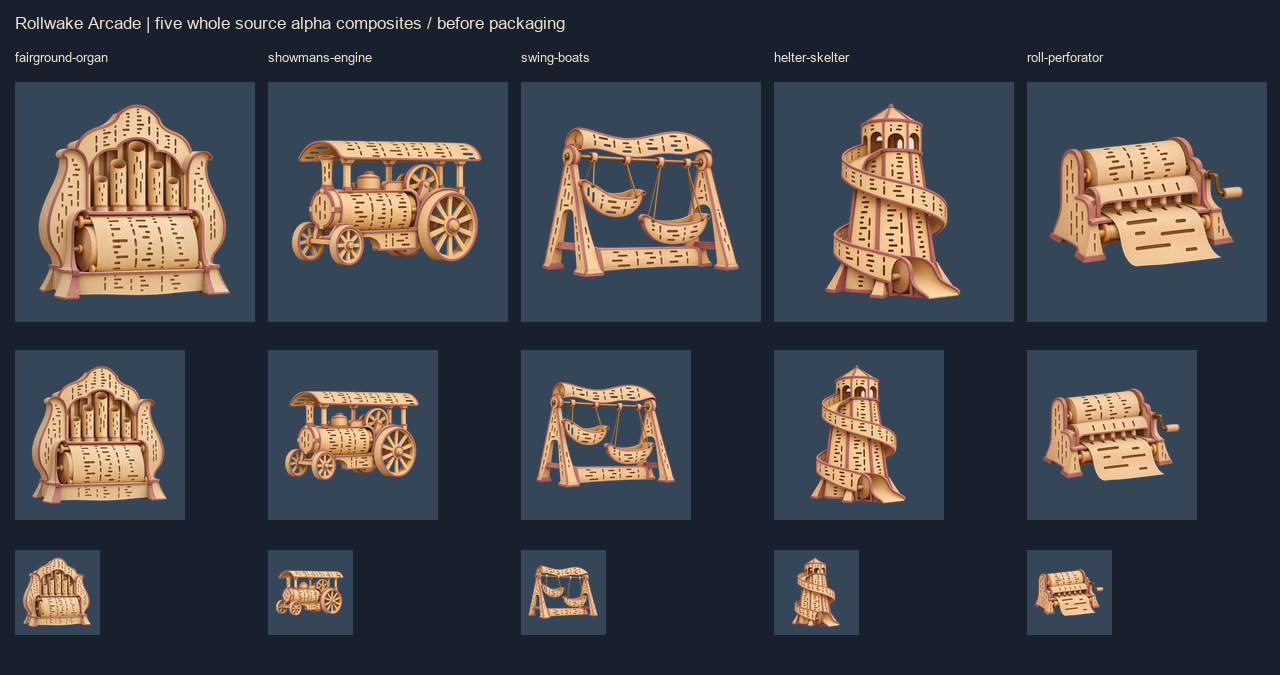 Rollwake Arcade | five whole source alpha composites / before packaging
fairground-organ
showmans-engine
swing-boats
helter-skelter
roll-perforator